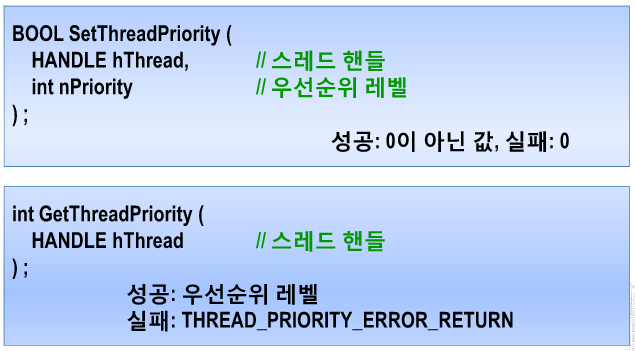 BOOL SetThreadPriority (
HANDLE hThread, // 스레드 핸들
int nPriority // 우선순위 레벨
) ;
성공: 0이 아닌 값, 실패: 0
int GetThreadPriority (
HANDLE hThread // 스레드 핸들
) ;
성공: 우선순위 레벨
실패: THREAD_PRIORITY_ERROR_RETURN